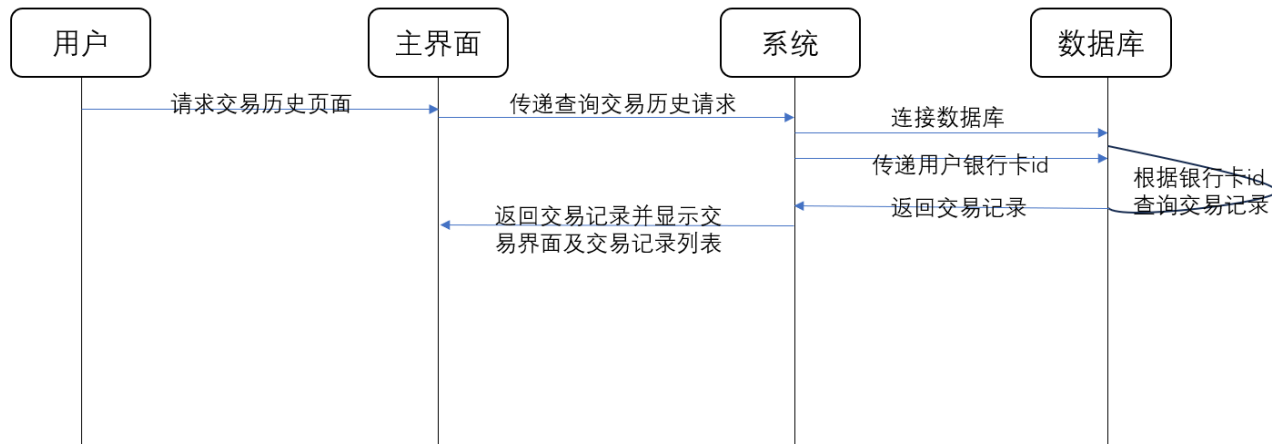 用户
主界面
系统
数据库
请求交易历史页面
传递查询交易历史请求
连接数据库
传递用户银行卡id
根据银行卡id
查询交易记录
返回交易记录
返回交易记录并显示交
易界面及交易记录列表